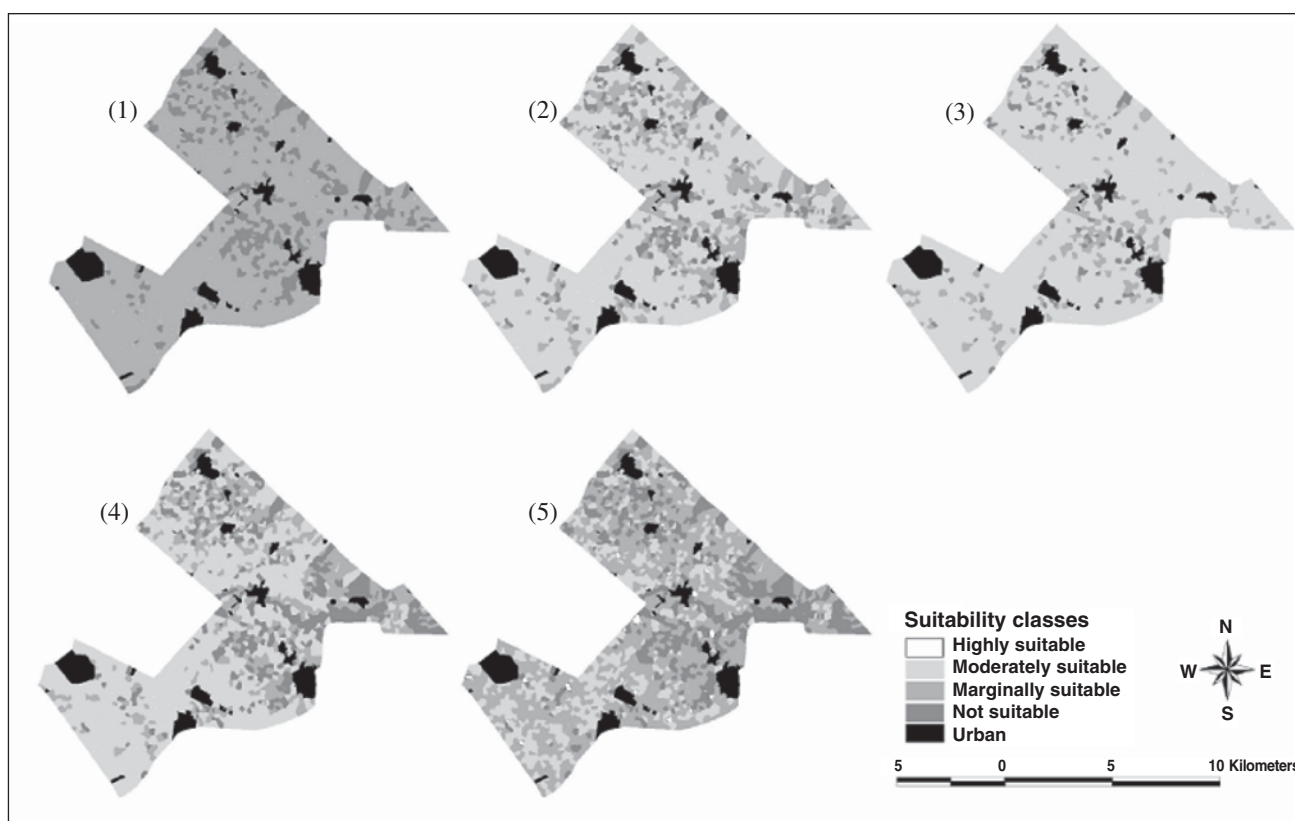 (1)
(2)
(3)
(4)
(5)
Suitability classes
Highly suitable
Moderately suitable
Marginally suitable
Not suitable
Urban
N
W E
S
5 0 5 10 Kilometers